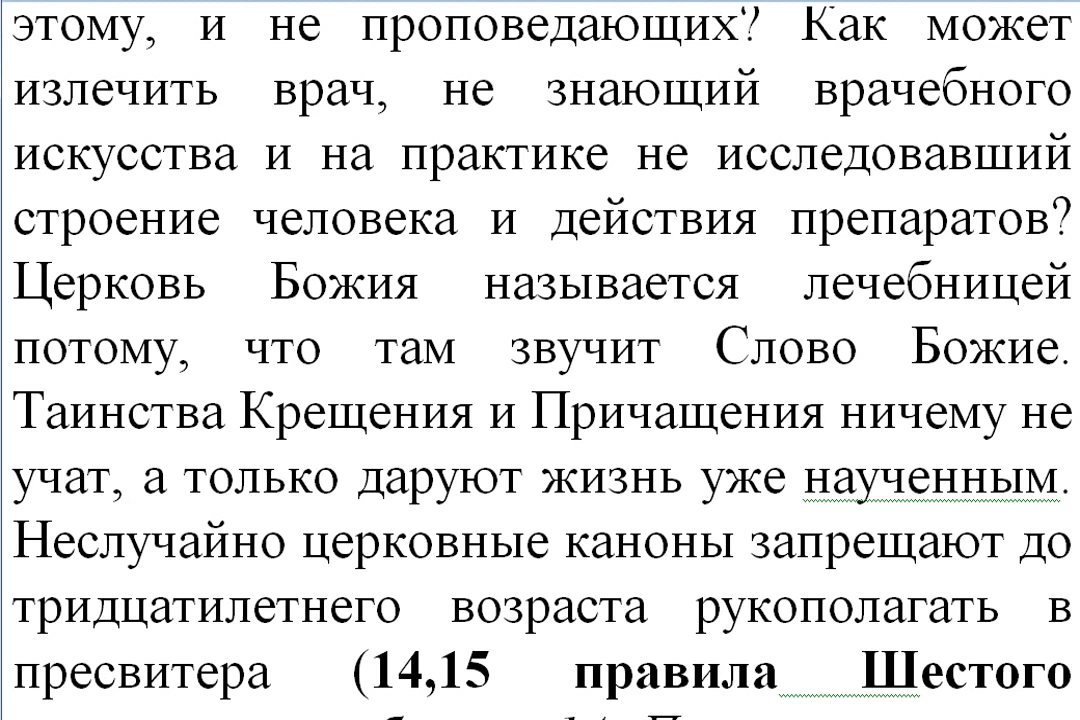 этому, и не проповедающих? Как может
излечить врач, не знающий врачебного
искусства и на практике не исследовавший
строение человека и действия препаратов?
Церковь Божия называется лечебницей
потому, что там звучит Слово Божие.
Таинства Крещения и Причащения ничему не
учат, а только даруют жизнь уже наученным.
Неслучайно церковные каноны запрещают до
тридцатилетнего возраста рукополагать в
пресвитера (14,15 правила Шестого